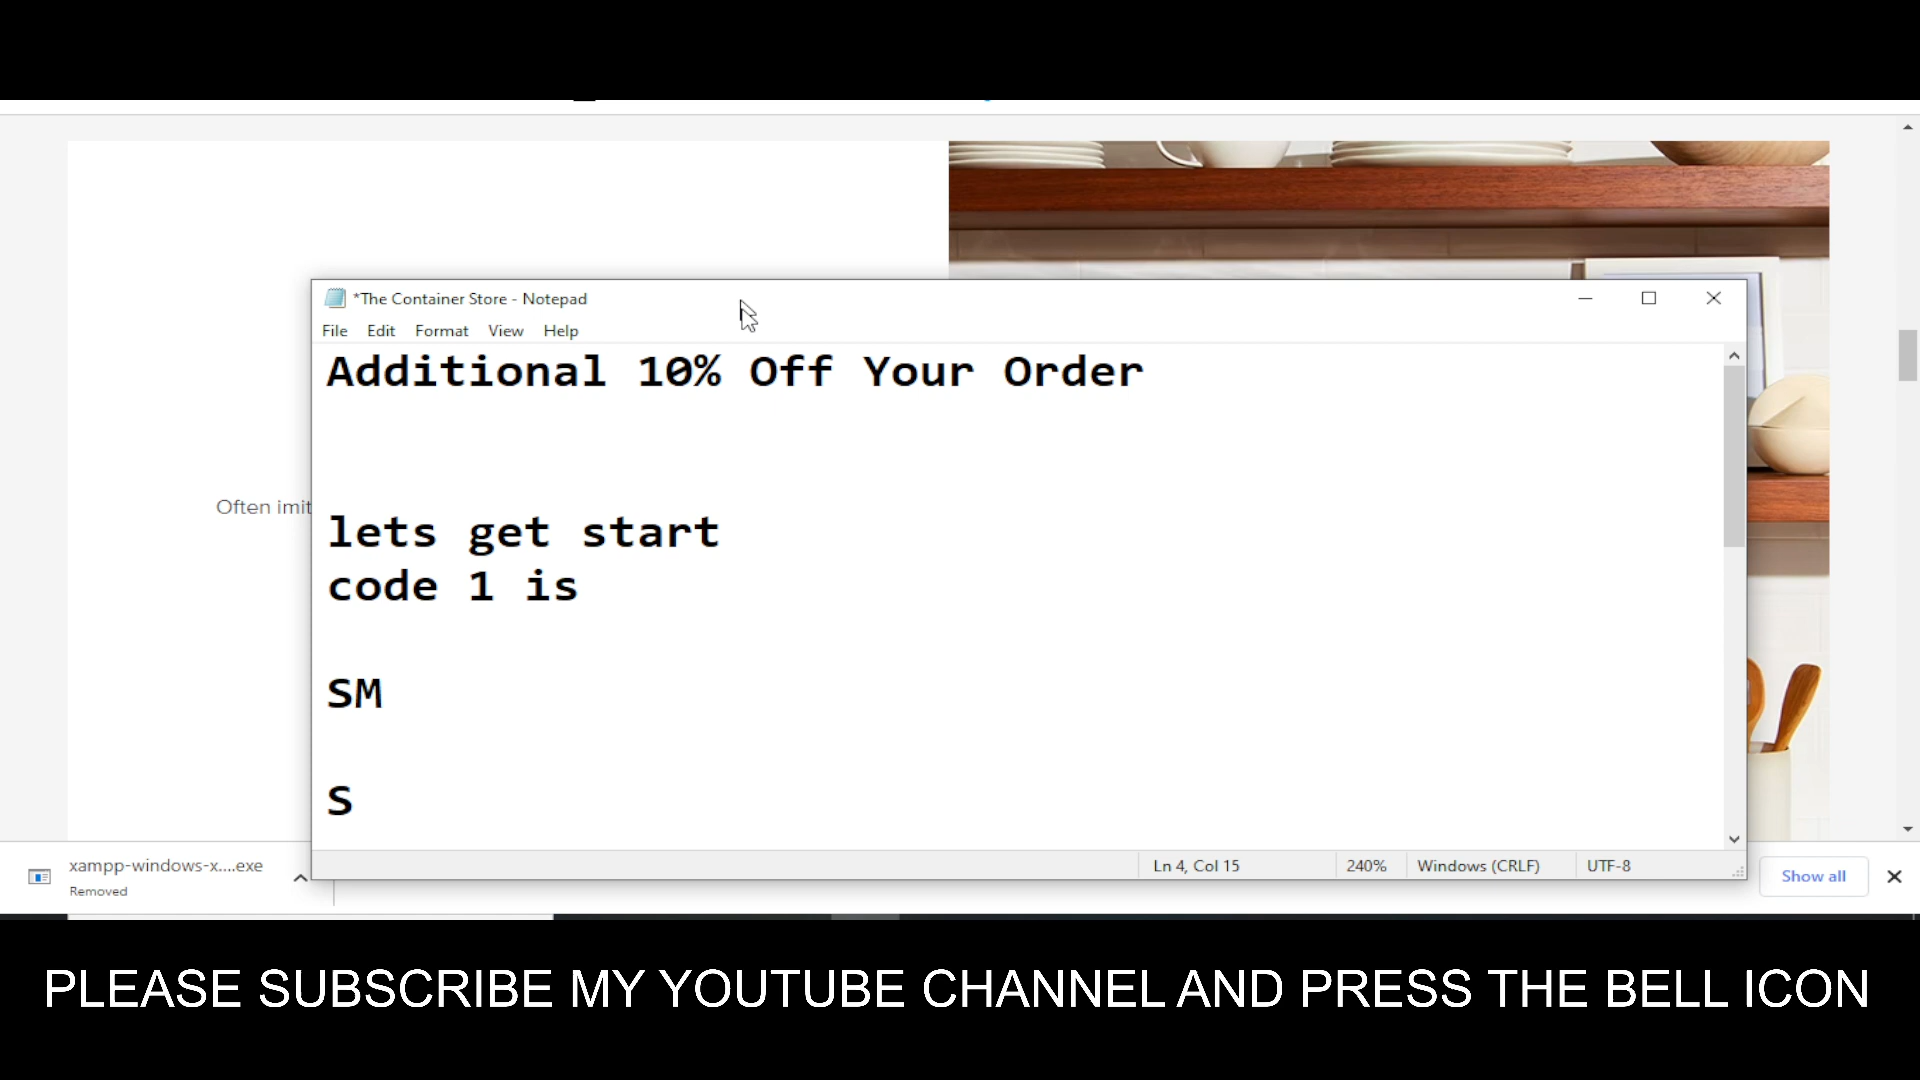 *The Container Store - Notepad
File Edit Format View Help
Additional 10% Off Your Order
lets get start
code 1 is
SM
S
Often imit
Ln 4, Col 15 240% Windows (CRLF) UTF-8
xampp-windows-x....exe
Removed
Show all
PLEASE SUBSCRIBE MY YOUTUBE CHANNEL AND PRESS THE BELL ICON